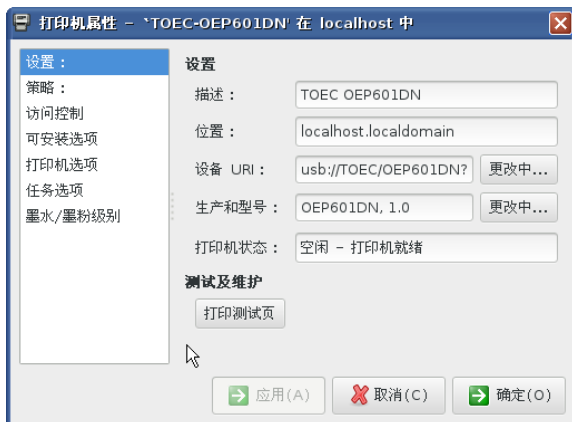 打印机属性 - 'TOEC-OEP601DN' 在 localhost 中
设置：
策略：
访问控制
可安装选项
打印机选项
任务选项
墨水/墨粉级别
设置
描述： TOEC OEP601DN
位置： localhost.localdomain
设备 URI： usb://TOEC/OEP601DN? 更改中...
生产和型号： OEP601DN, 1.0 更改中...
打印机状态： 空闲 - 打印机就绪
测试及维护
打印测试页
应用(A) 取消(C) 确定(O)